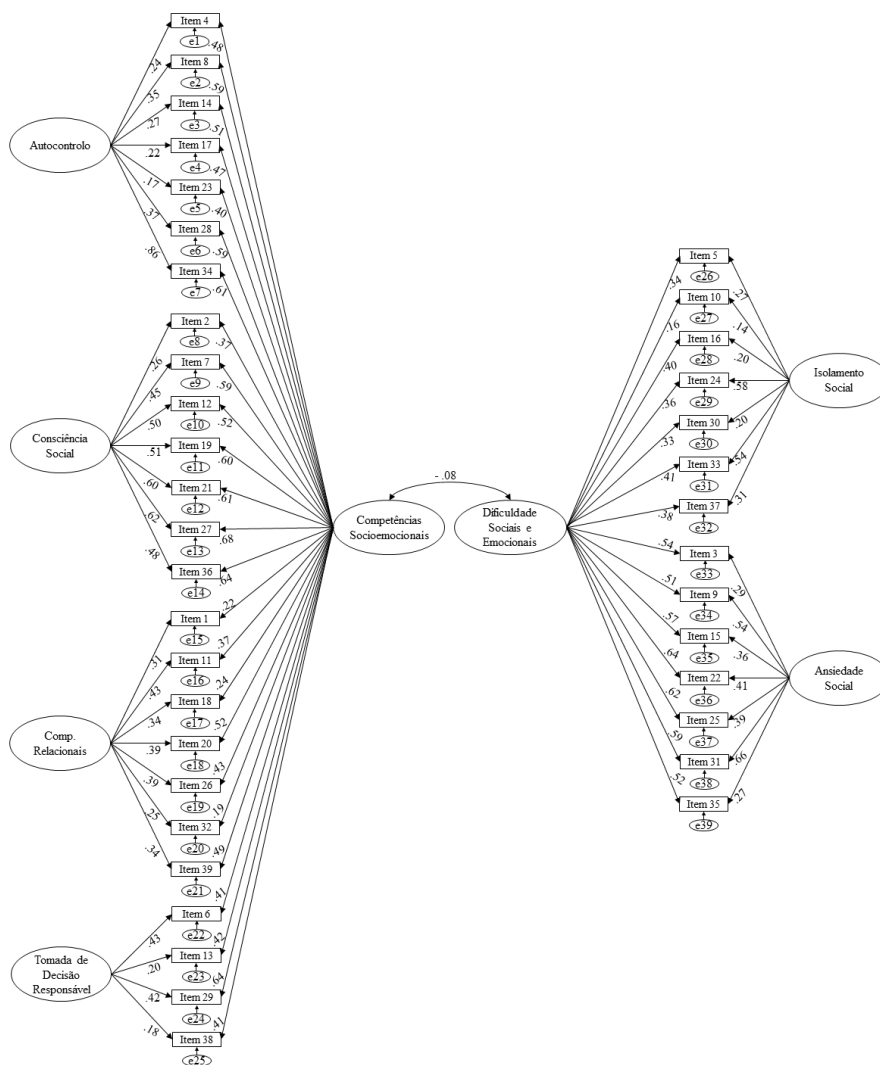 Item 4
e1
.48
.24
Item 8
e2
.59
.35
Item 14
e3
.51
.27
Autocontrolo
Item 17
e4
.47
.22
Item 23
e5
.40
.17
Item 28
e6
.59
.37
Item 34
e7
.61
.86
Item 2
e8
.37
.26
Item 7
e9
.59
.45
Item 12
e10
.52
.50
Consciência
Social
Item 19
e11
.60
.51
Item 21
e12
.61
.60
Item 27
e13
.68
.62
Item 36
e14
.64
.48
Item 1
e15
.22
.31
Item 11
e16
.37
.43
Item 18
e17
.24
.34
Comp.
Relacionais
Item 20
e18
.52
.39
Item 26
e19
.43
.39
Item 32
e20
.19
.25
Item 39
e21
.49
.34
Item 6
e22
.41
.43
Item 13
e23
.42
.20
Tomada de
Decisão
Responsável
Item 29
e24
.64
.42
Item 38
e25
.41
.18
Competências
Socioemocionais
- .08
Dificuldade
Sociais e
Emocionais
Item 5
e26
.34
.27
Item 10
e27
.16
.14
Item 16
e28
.40
.20
Isolamento
Social
Item 24
e29
.36
.58
Item 30
e30
.33
.20
Item 33
e31
.41
.54
Item 37
e32
.38
.31
Item 3
e33
.54
.29
Item 9
e34
.51
.54
Item 15
e35
.57
.36
Ansiedade
Social
Item 22
e36
.64
.41
Item 25
e37
.62
.39
Item 31
e38
.59
.66
Item 35
e39
.52
.27